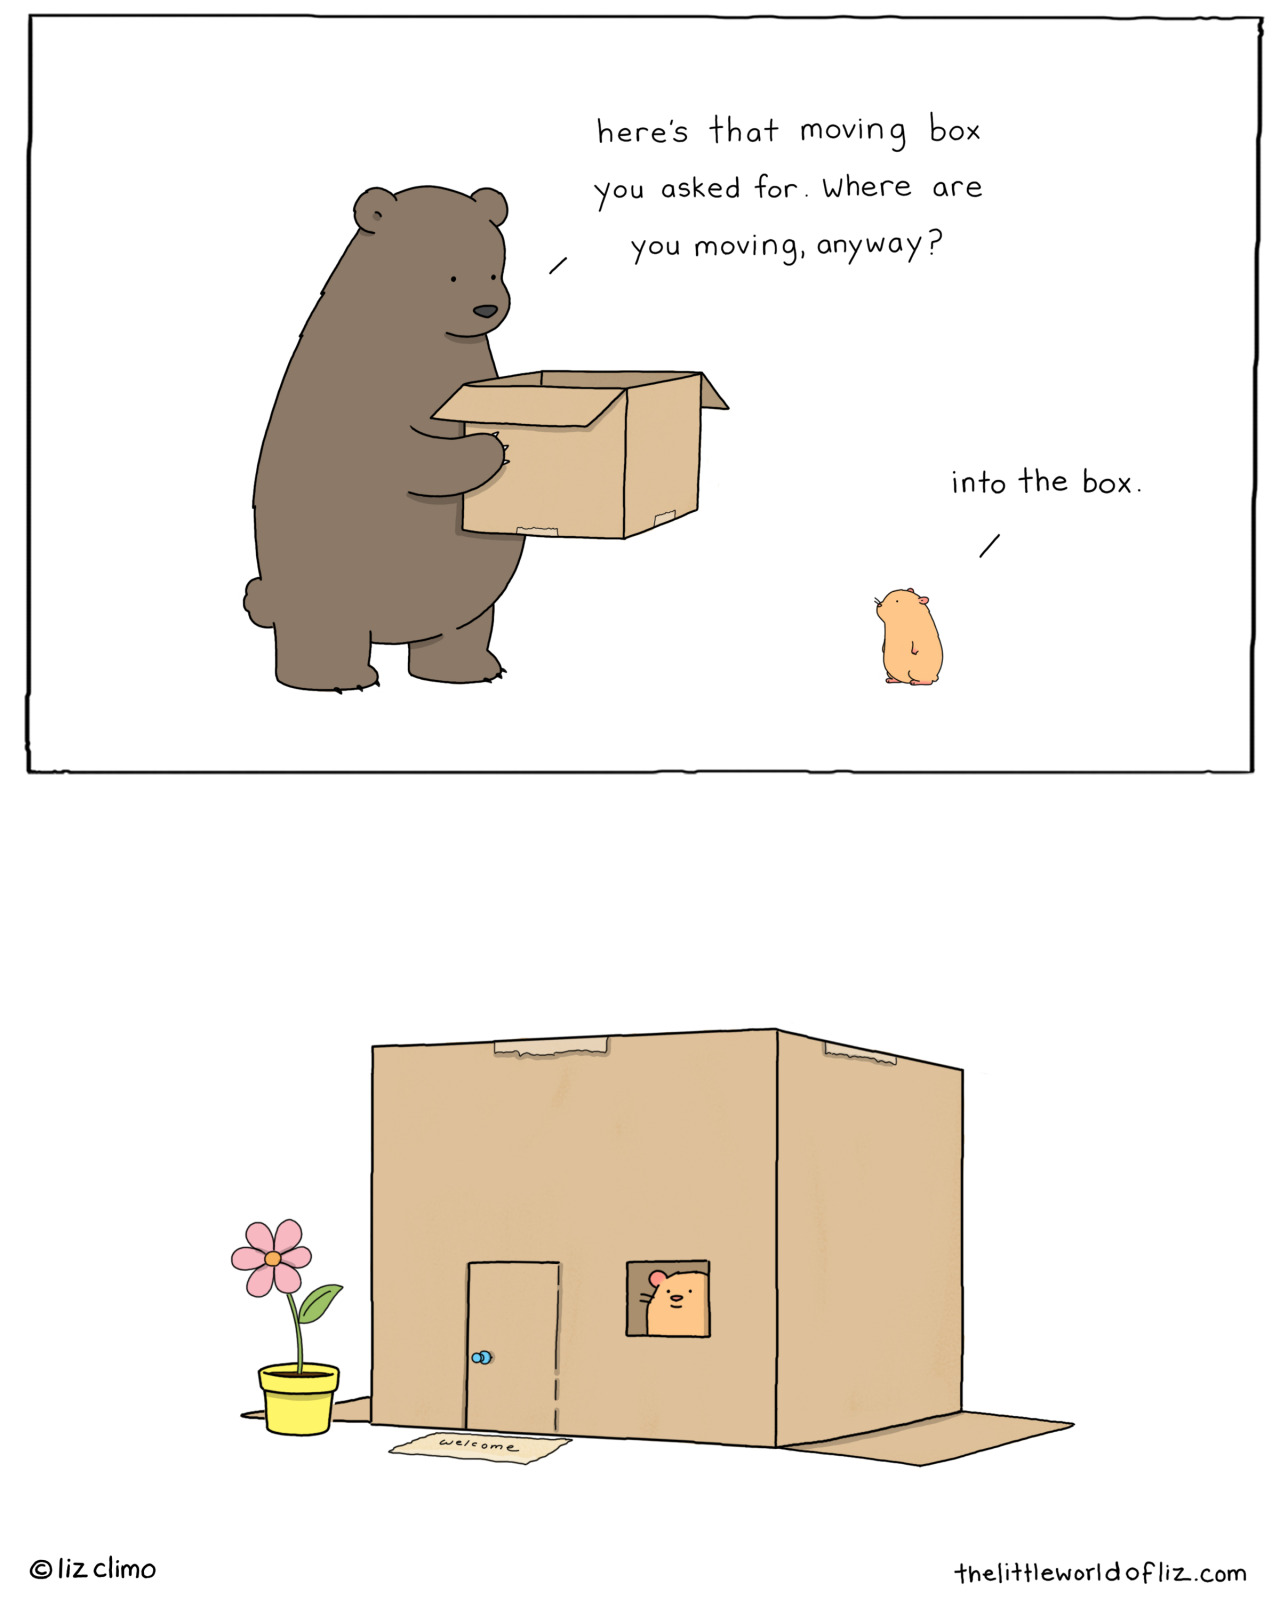 here's that moving box
you asked for. Where are
you moving, anyway?
into the box.
welcome
© liz climo
thelittleworldofliz.com